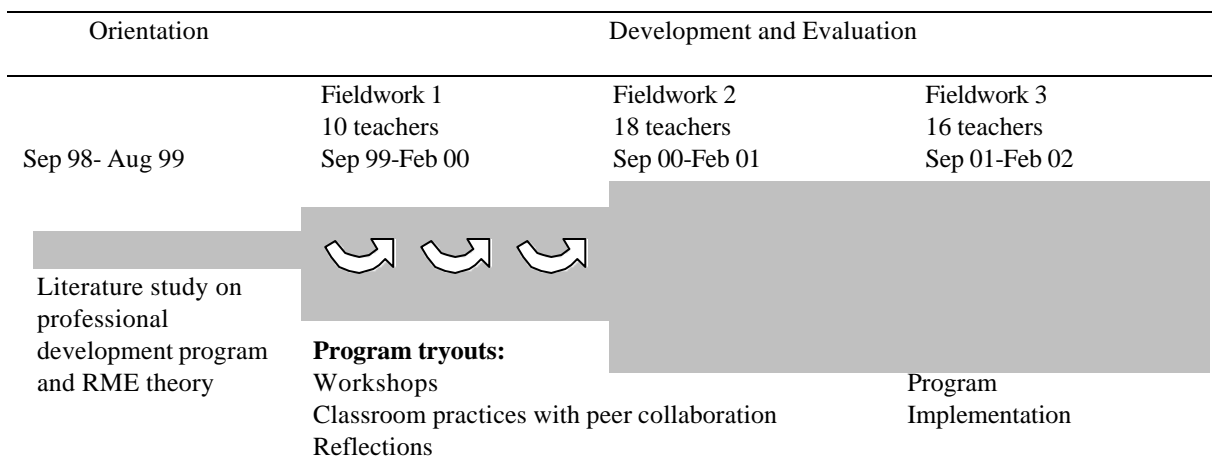 Orientation Development and Evaluation
Fieldwork 1 Fieldwork 2 Fieldwork 3
10 teachers 18 teachers 16 teachers
Sep 98- Aug 99 Sep 99-Feb 00 Sep 00-Feb 01 Sep 01-Feb 02
Literature study on
professional
development program
and RME theory
Program tryouts:
Workshops
Classroom practices with peer collaboration
Reflections
Program
Implementation